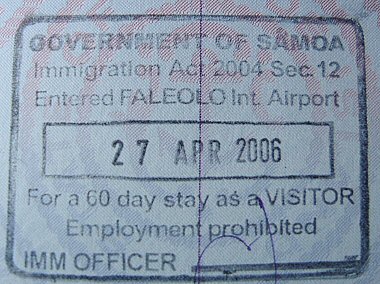 GOVERNMENT OF SAMOA
Immigration Act 2004 Sec.12
Entered FALEOLO Int. Airport
27 APR 2006
For a 60 day stay as a VISITOR
Employment prohibited
IMM OFFICER